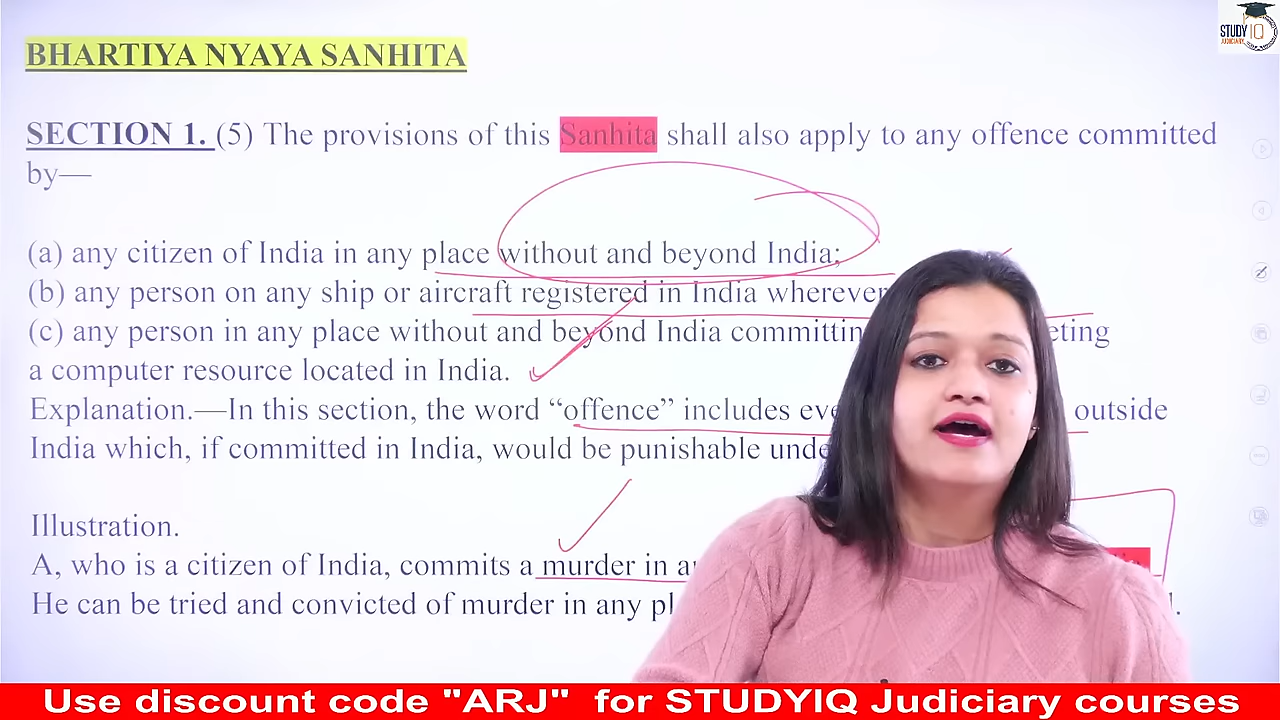 STUDY IQ
JUDICIARY
BHARTIYA NYAYA SANHITA
SECTION 1. (5) The provisions of this Sanhita shall also apply to any offence committed
by—
(a) any citizen of India in any place without and beyond India;
(b) any person on any ship or aircraft registered in India wherever
(c) any person in any place without and beyond India eting
a computer resource located in India.
Explanation.—In this section, the word “offence” includes outside
India which, if committed in India, would be punishable
Illustration.
A, who is a citizen of India, commits a murder in
He can be tried and convicted of murder in any
Use discount code "ARJ" for STUDYIQ Judiciary courses